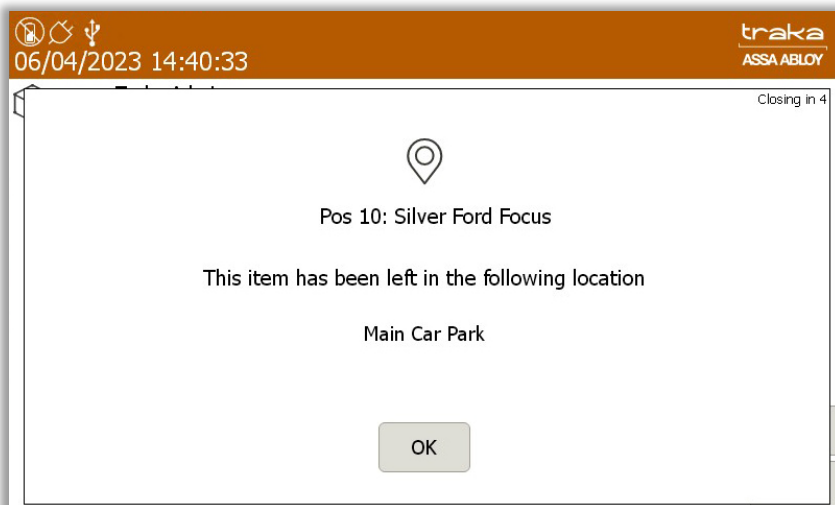 traka
06/04/2023 14:40:33
ASSA ABLOY
Closing in 4
Pos 10: Silver Ford Focus
This item has been left in the following location
Main Car Park
OK